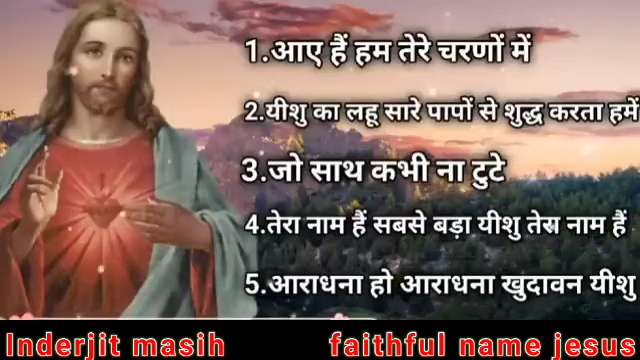 1.आए हैं हम तेरे चरणों में
2.यीशु का लहू सारे पापों से शुद्ध करता हमें
3.जो साथ कभी ना टुटे
4.तेरा नाम हैं सबसे बड़ा यीशु तेरा नाम हैं
5.आराधना हो आराधना खुदावन यीशु
Inderjit masih faithful name jesus